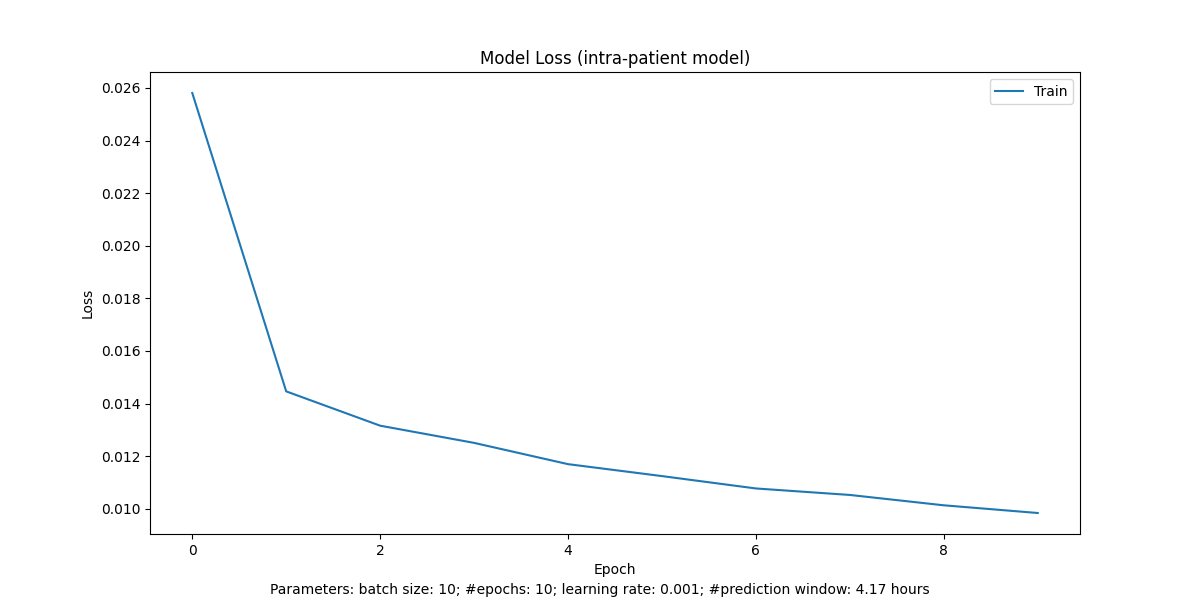 Model Loss (intra-patient model)
Train
0.026
0.024
0.022
0.020
0.018
0.016
0.014
0.012
0.010
Loss
0 2 4 6 8
Epoch
Parameters: batch size: 10; #epochs: 10; learning rate: 0.001; #prediction window: 4.17 hours